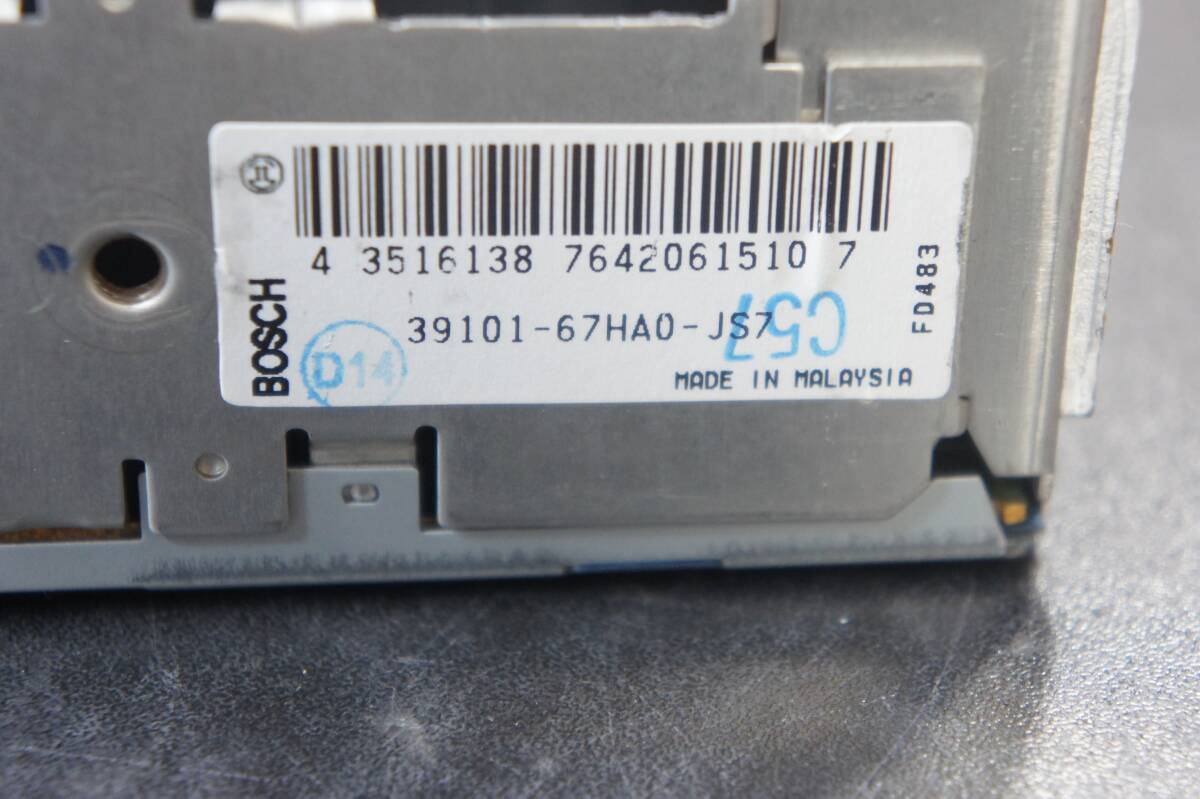 4 3516138 7642061510 7
39101-67HA0-JS7
C57
D14
MADE IN MALAYSIA
BOSCH
FD483